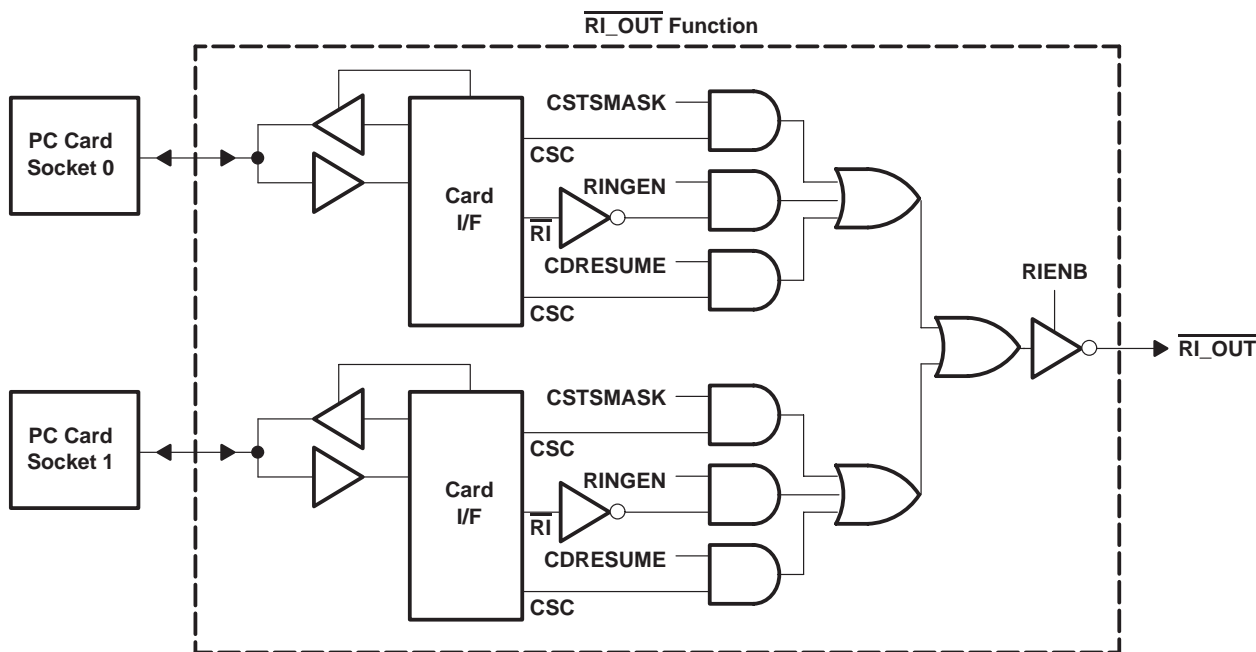 RI_OUT Function
PC Card
Socket 0
Card
I/F
CSTSMASK
CSC
RINGEN
RI
CDRESUME
CSC
RIENB
RI_OUT
PC Card
Socket 1
Card
I/F
CSTSMASK
CSC
RINGEN
RI
CDRESUME
CSC